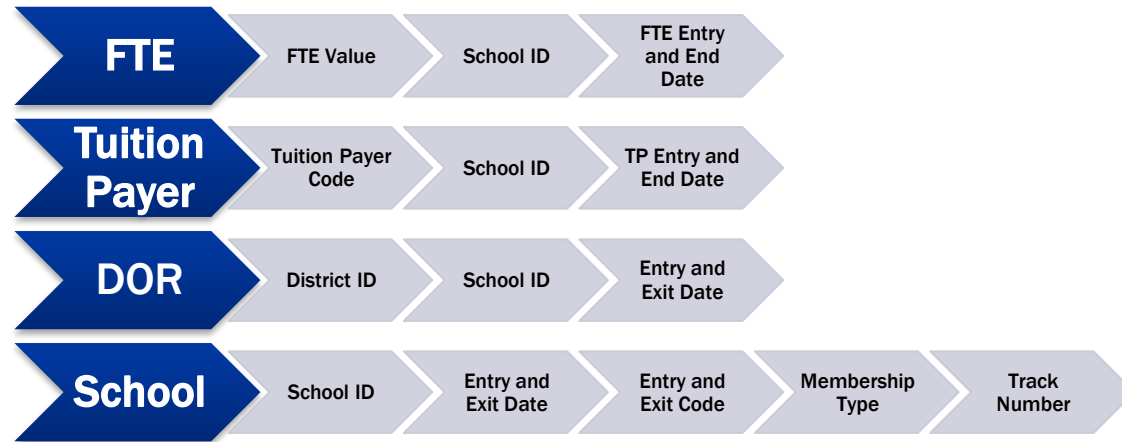 FTE
FTE Value
School ID
FTE Entry
and End
Date
Tuition
Payer
Tuition Payer
Code
School ID
TP Entry and
End Date
DOR
District ID
School ID
Entry and
Exit Date
School
School ID
Entry and
Exit Date
Entry and
Exit Code
Membership
Type
Track
Number